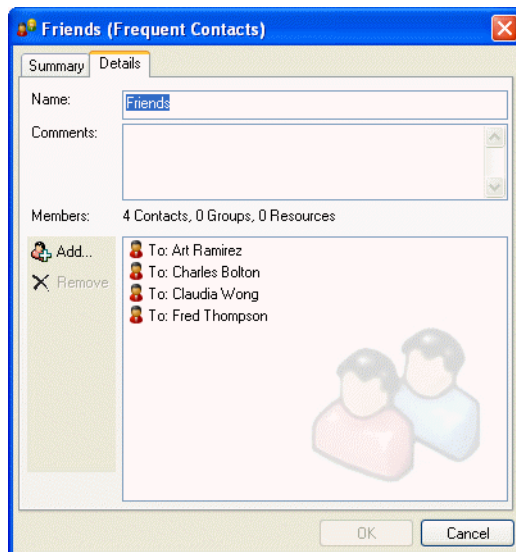 Friends (Frequent Contacts)
Summary Details
Name: Friends
Comments:
Members: 4 Contacts, 0 Groups, 0 Resources
Add...
Remove
To: Art Ramirez
To: Charles Bolton
To: Claudia Wong
To: Fred Thompson
OK Cancel